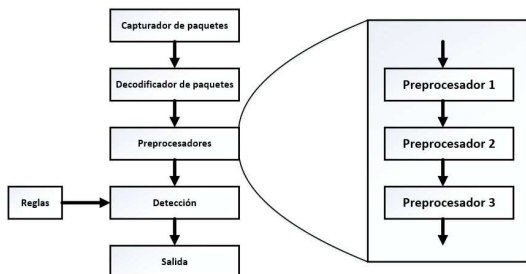 Capturador de paquetes
Decodificador de paquetes
Preprocesadores
Reglas
Detección
Salida
Preprocesador 1
Preprocesador 2
Preprocesador 3